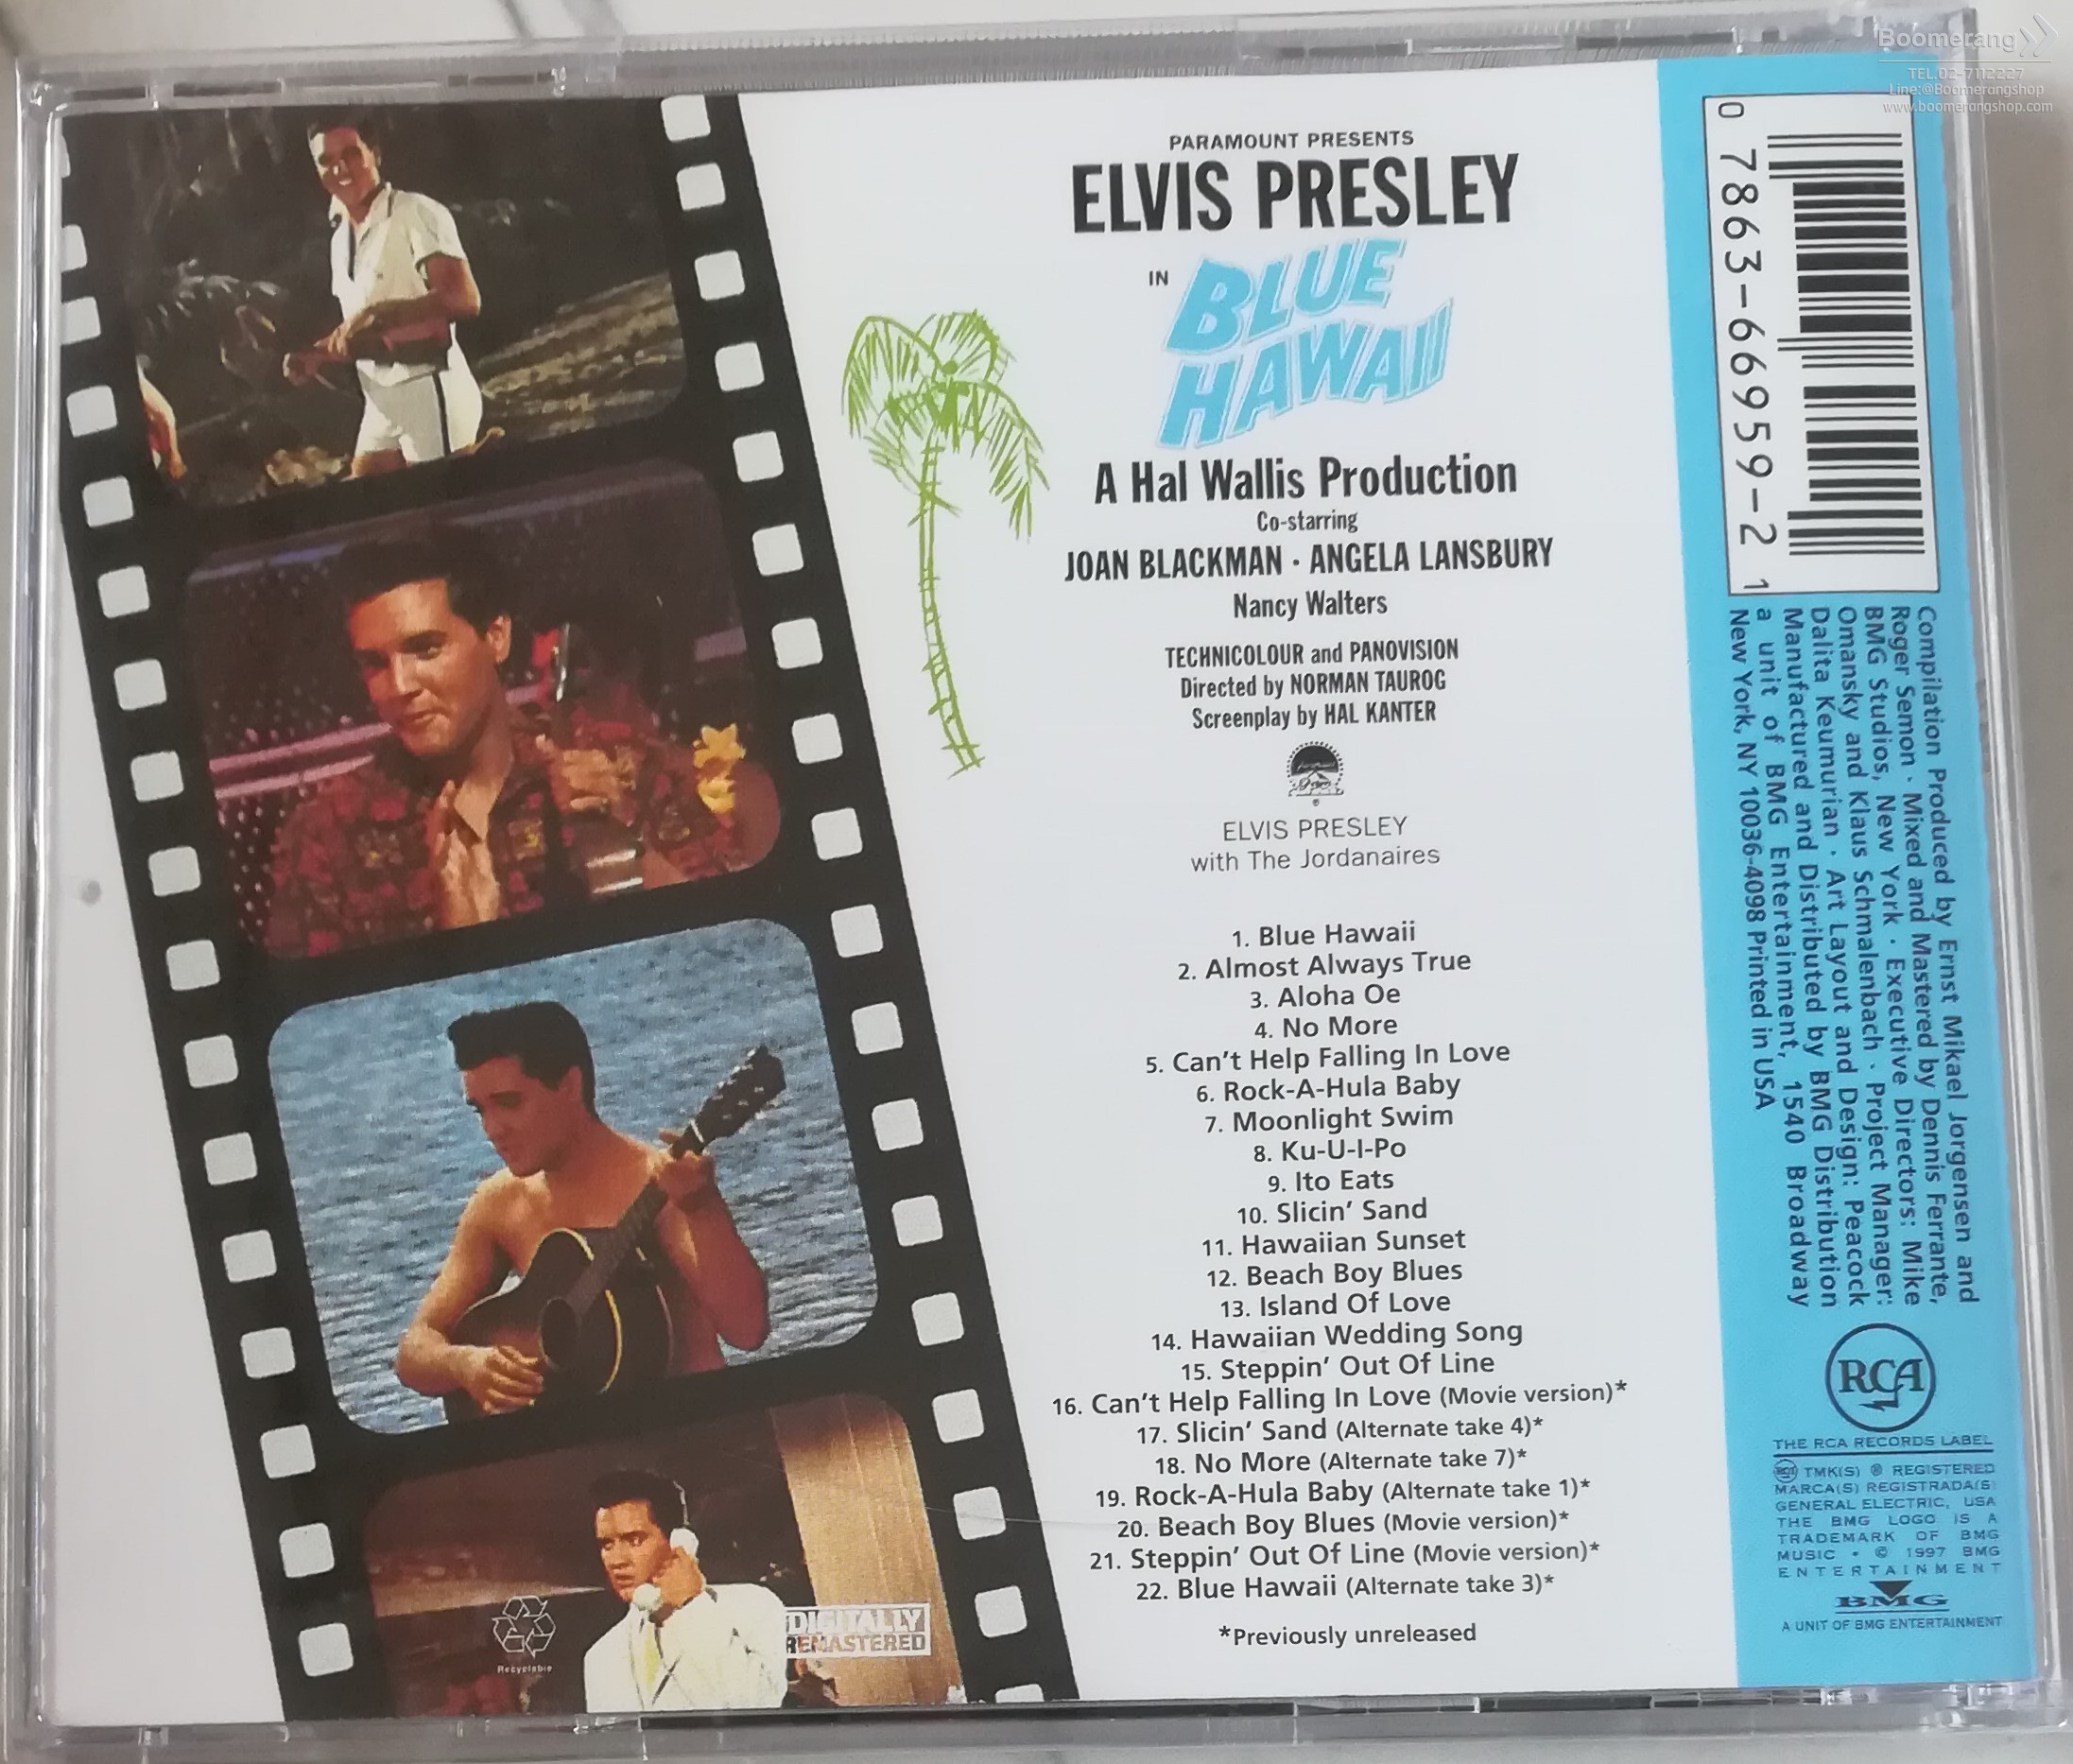 Boomerang
TEL.02-7112227
Line:@Boomerangshop
www.boomerangshop.com
PARAMOUNT PRESENTS
ELVIS PRESLEY
IN BLUE
HAWAII
A Hal Wallis Production
Co-starring
JOAN BLACKMAN · ANGELA LANSBURY
Nancy Walters
TECHNICOLOUR and PANOVISION
Directed by NORMAN TAUROG
Screenplay by HAL KANTER
ELVIS PRESLEY
with The Jordanaires
1. Blue Hawaii
2. Almost Always True
3. Aloha Oe
4. No More
5. Can't Help Falling In Love
6. Rock-A-Hula Baby
7. Moonlight Swim
8. Ku-U-I-Po
9. Ito Eats
10. Slicin' Sand
11. Hawaiian Sunset
12. Beach Boy Blues
13. Island Of Love
14. Hawaiian Wedding Song
15. Steppin' Out Of Line
16. Can't Help Falling In Love (Movie version)*
17. Slicin' Sand (Alternate take 4)*
18. No More (Alternate take 7)*
19. Rock-A-Hula Baby (Alternate take 1)*
20. Beach Boy Blues (Movie version)*
21. Steppin' Out Of Line (Movie version)*
22. Blue Hawaii (Alternate take 3)*
*Previously unreleased
Recyclable
DIGITALLY
REMASTERED
0 7863-66959-2 1
Compilation Produced by Ernst Mikael Jorgensen and
Roger Semon · Mixed and Mastered by Dennis Ferrante,
BMG Studios, New York · Executive Directors: Mike
Omansky and Klaus Schmalenbach · Project Manager:
Dalita Keumurian · Art Layout and Design: Peacock
Manufactured and Distributed by BMG Distribution
a unit of BMG Entertainment, 1540 Broadway
New York, NY 10036-4098 Printed in USA
RCA
THE RCA RECORDS LABEL
RCA TMK(S) ® REGISTERED
MARCA(S) REGISTRADA(S)
GENERAL ELECTRIC, USA
THE BMG LOGO IS A
TRADEMARK OF BMG
MUSIC • © 1997 BMG
ENTERTAINMENT
BMG
A UNIT OF BMG ENTERTAINMENT